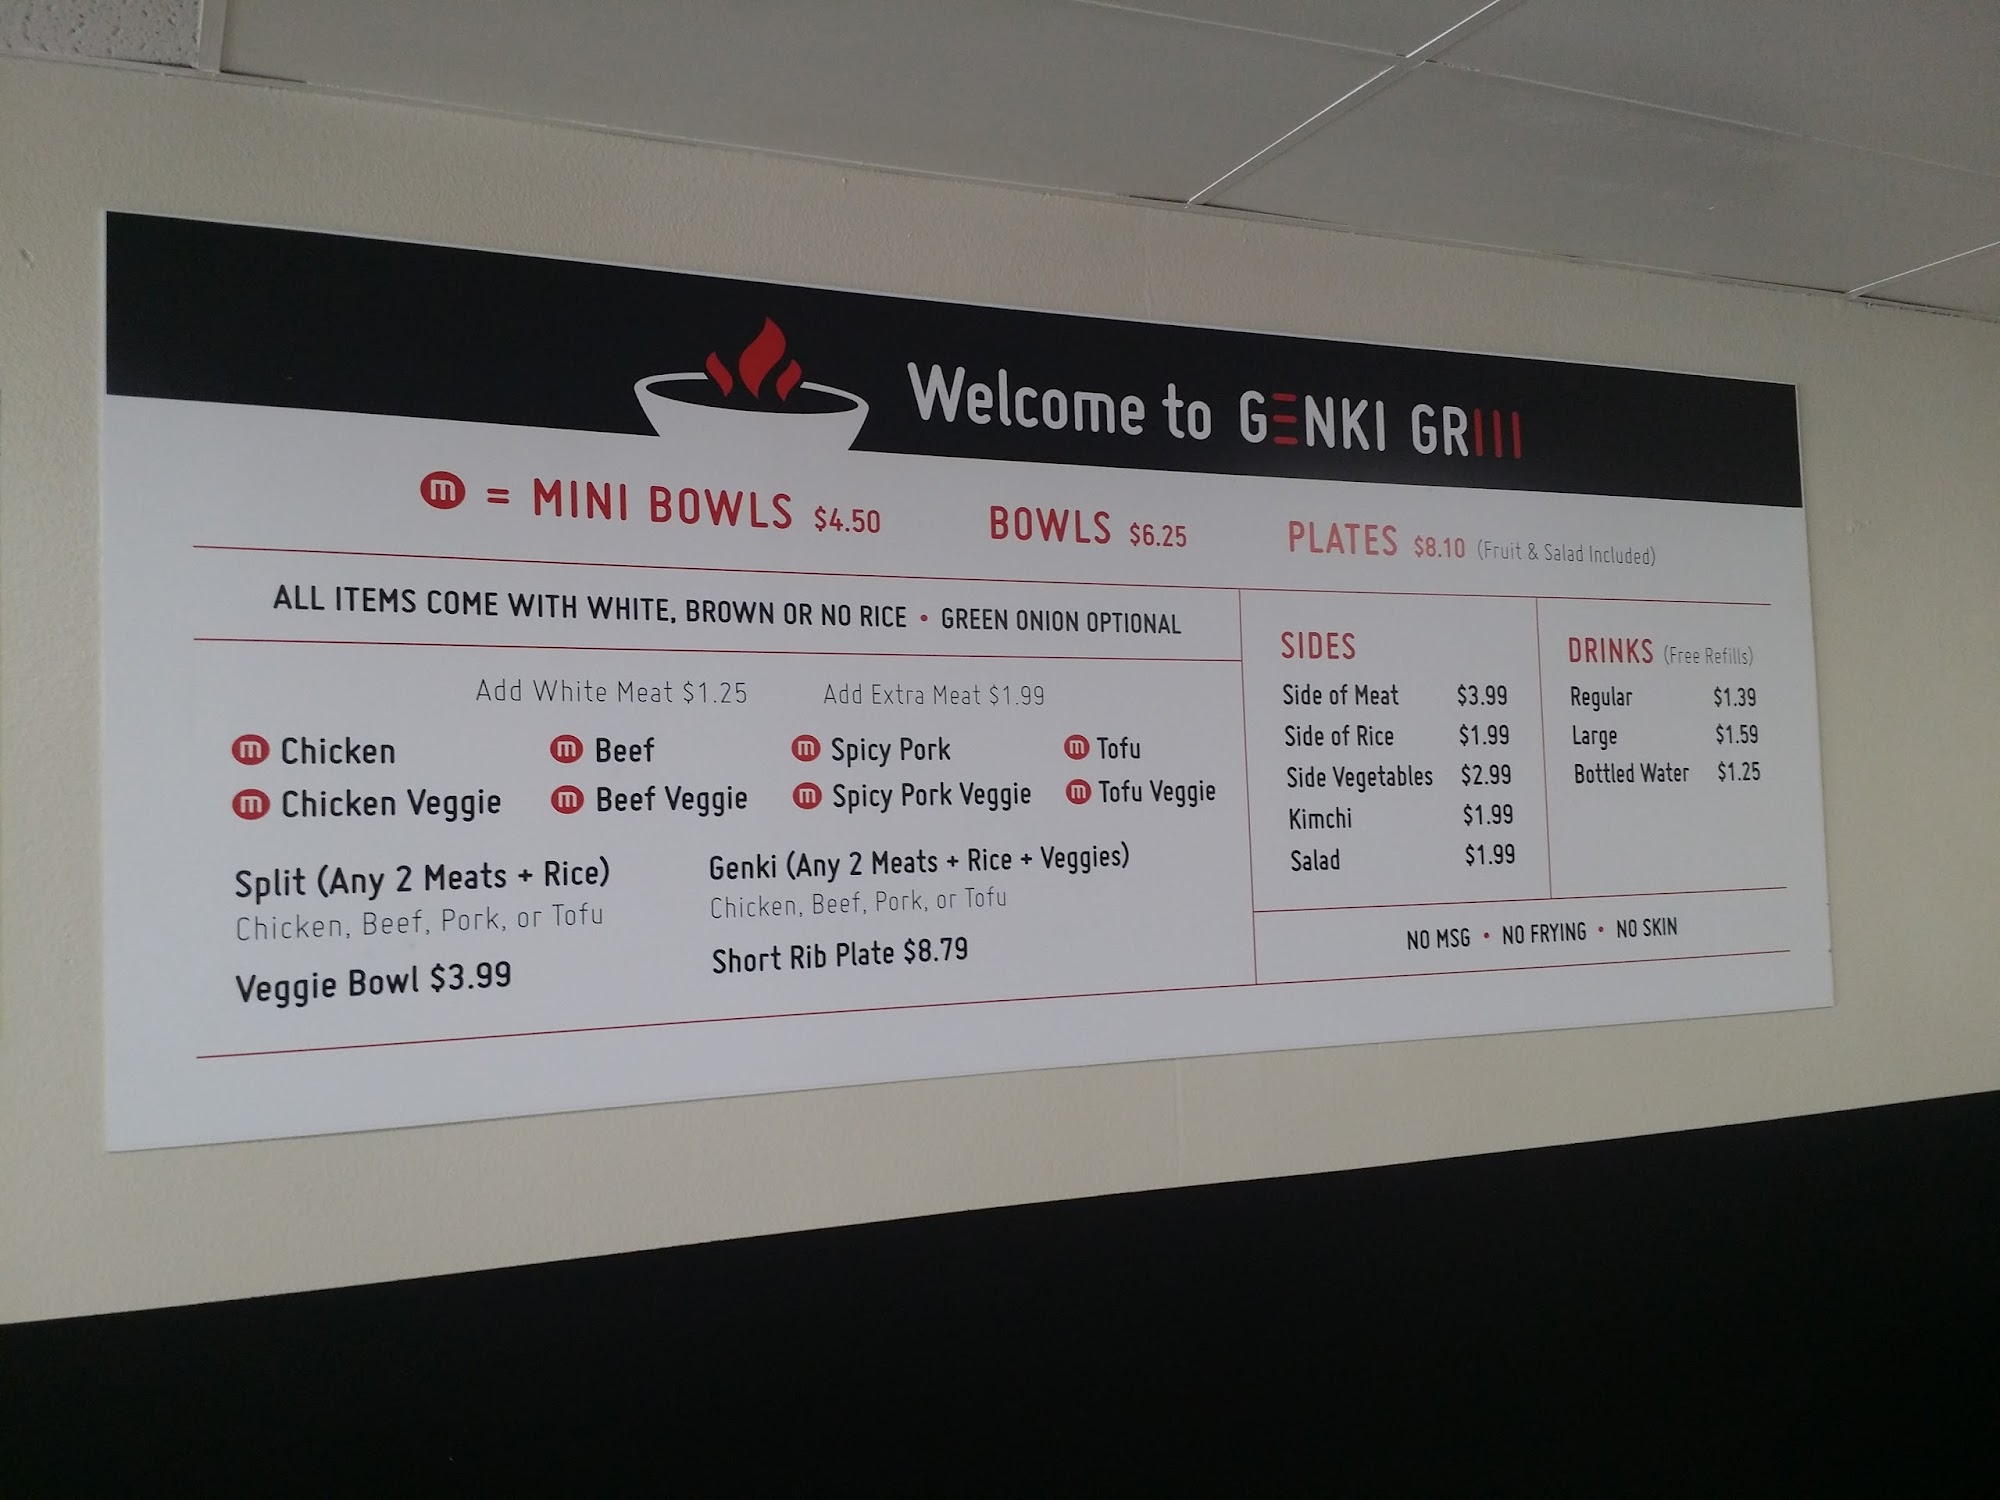 Welcome to GENKI GRIII
m = MINI BOWLS $4.50 BOWLS $6.25 PLATES $8.10 (Fruit & Salad Included)
ALL ITEMS COME WITH WHITE, BROWN OR NO RICE • GREEN ONION OPTIONAL
Add White Meat $1.25 Add Extra Meat $1.99
m Chicken m Beef m Spicy Pork m Tofu
m Chicken Veggie m Beef Veggie m Spicy Pork Veggie m Tofu Veggie
Split (Any 2 Meats + Rice)
Chicken, Beef, Pork, or Tofu
Veggie Bowl $3.99
Genki (Any 2 Meats + Rice + Veggies)
Chicken, Beef, Pork, or Tofu
Short Rib Plate $8.79
SIDES
Side of Meat $3.99
Side of Rice $1.99
Side Vegetables $2.99
Kimchi $1.99
Salad $1.99
DRINKS (Free Refills)
Regular $1.39
Large $1.59
Bottled Water $1.25
NO MSG • NO FRYING • NO SKIN